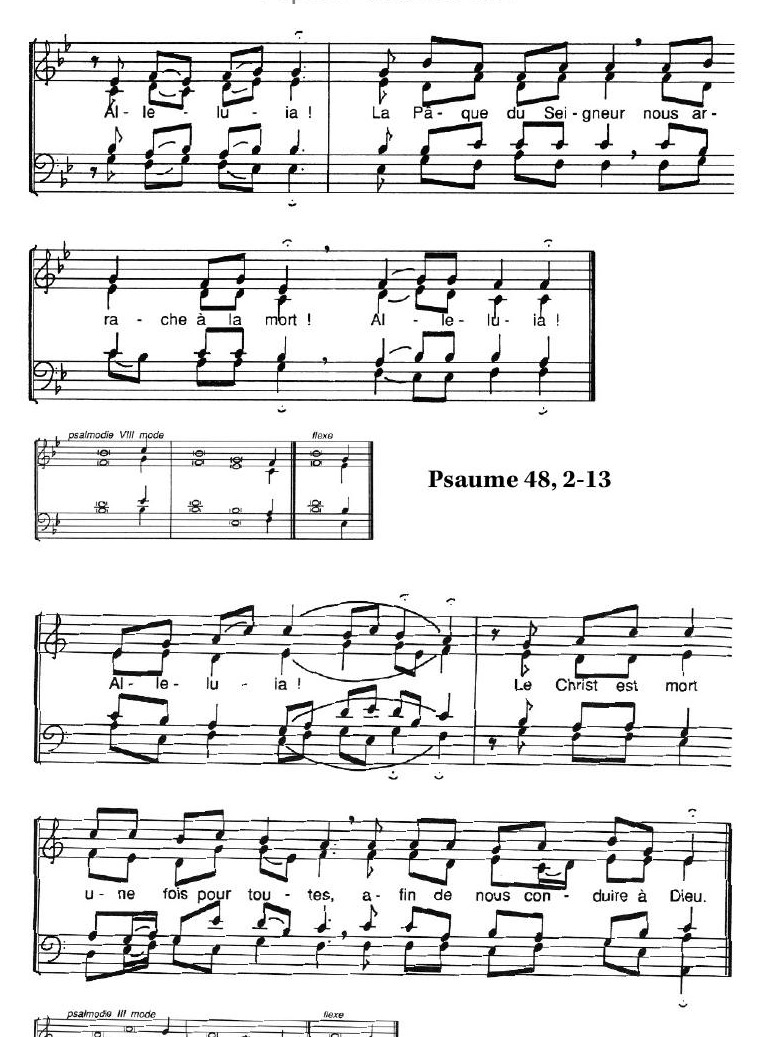 Al - le - lu - ia ! La Pâ - que du Sei - gneur nous ar -
ra - che à la mort ! Al - le - lu - ia !
psalmodie VIII mode flexe
Psaume 48, 2-13
Al - le - lu - ia ! Le Christ est mort
u - ne fois pour tou - tes, a - fin de nous con - duire à Dieu.
psalmodie III mode flexe